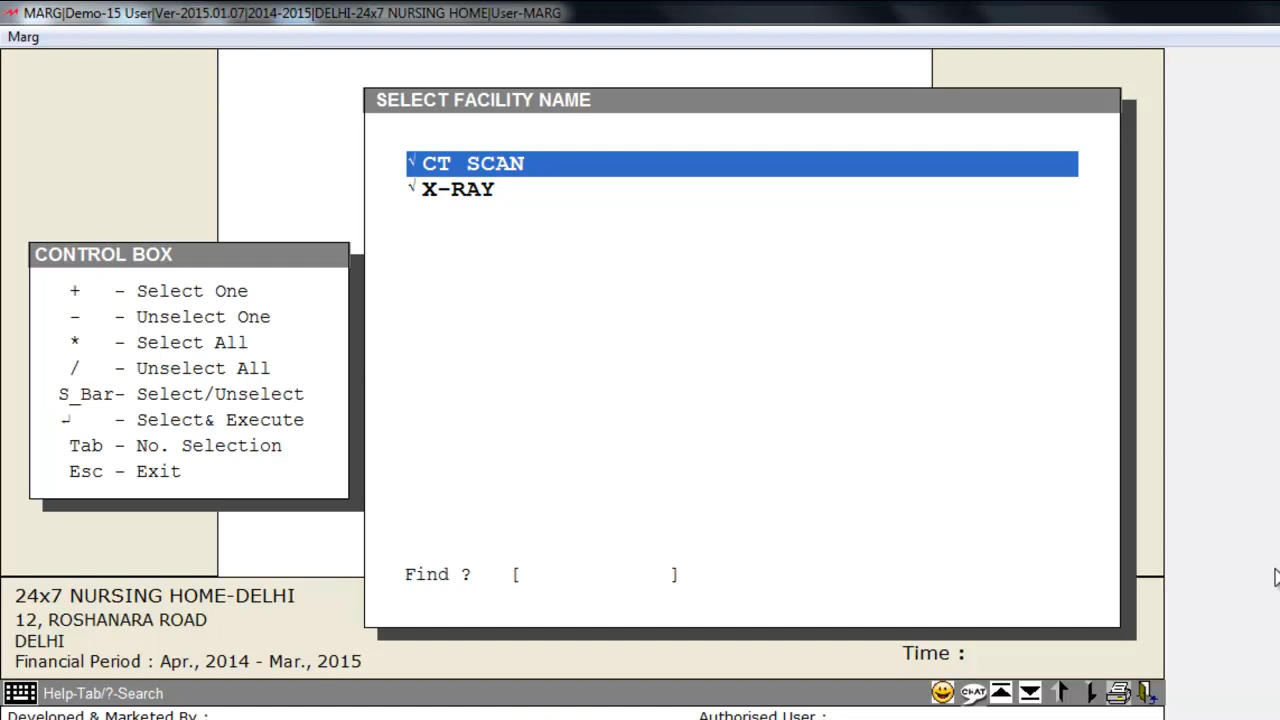 MARG|Demo-15 User|Ver-2015.01.07|2014-2015|DELHI-24x7 NURSING HOME|User-MARG
Marg
SELECT FACILITY NAME
√ CT SCAN
√ X-RAY
CONTROL BOX
+ - Select One
- - Unselect One
* - Select All
/ - Unselect All
S_Bar- Select/Unselect
↵ - Select& Execute
Tab - No. Selection
Esc - Exit
Find ? [ ]
24x7 NURSING HOME-DELHI
12, ROSHANARA ROAD
DELHI
Financial Period : Apr., 2014 - Mar., 2015
Time :
Help-Tab/?-Search
CHAT
Developed & Marketed By : Authorised User :